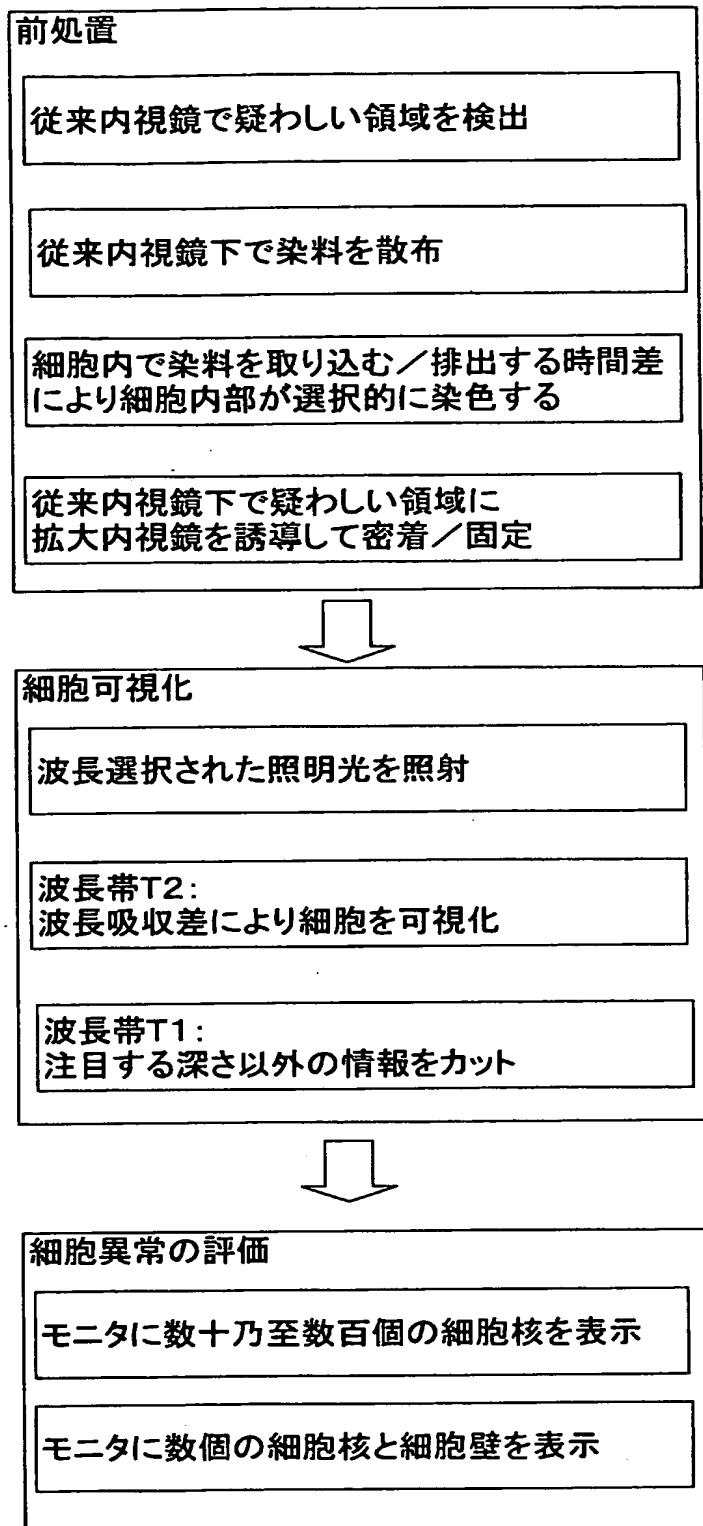 前処置
従来内視鏡で疑わしい領域を検出
従来内視鏡下で染料を散布
細胞内で染料を取り込む／排出する時間差
により細胞内部が選択的に染色する
従来内視鏡下で疑わしい領域に
拡大内視鏡を誘導して密着／固定
細胞可視化
波長選択された照明光を照射
波長帯T2：
波長吸収差により細胞を可視化
波長帯T1：
注目する深さ以外の情報をカット
細胞異常の評価
モニタに数十乃至数百個の細胞核を表示
モニタに数個の細胞核と細胞壁を表示